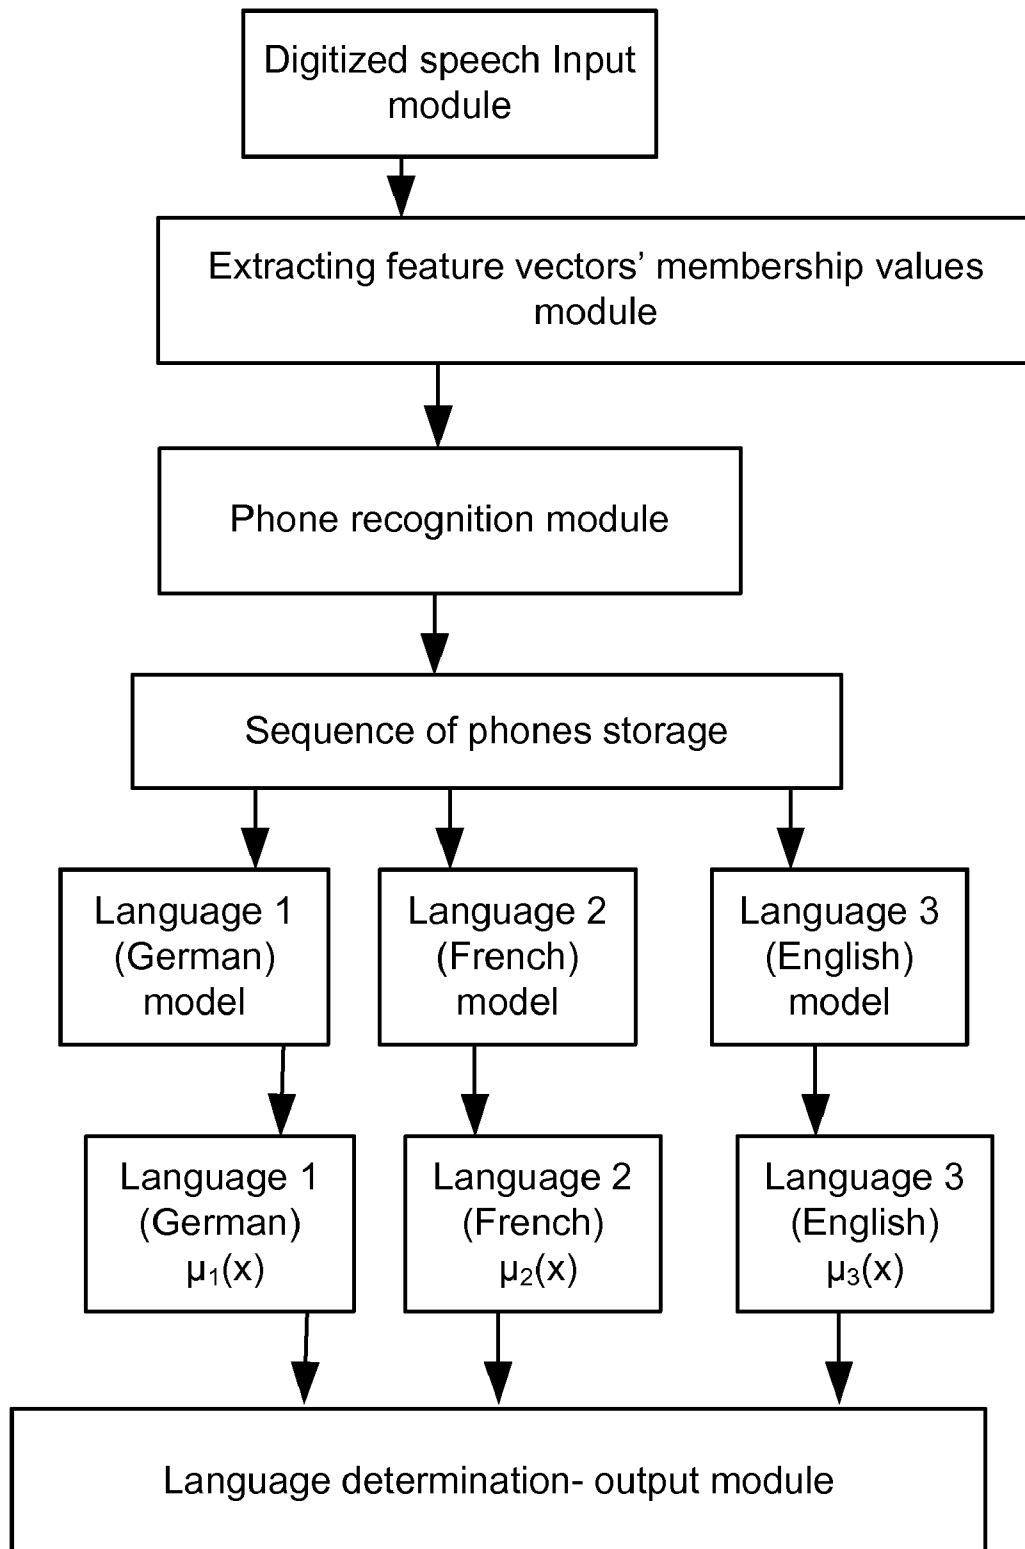 Digitized speech Input
module
Extracting feature vectors’ membership values
module
Phone recognition module
Sequence of phones storage
Language 1
(German)
model
Language 2
(French)
model
Language 3
(English)
model
Language 1
(German)
μ₁(x)
Language 2
(French)
μ₂(x)
Language 3
(English)
μ₃(x)
Language determination- output module